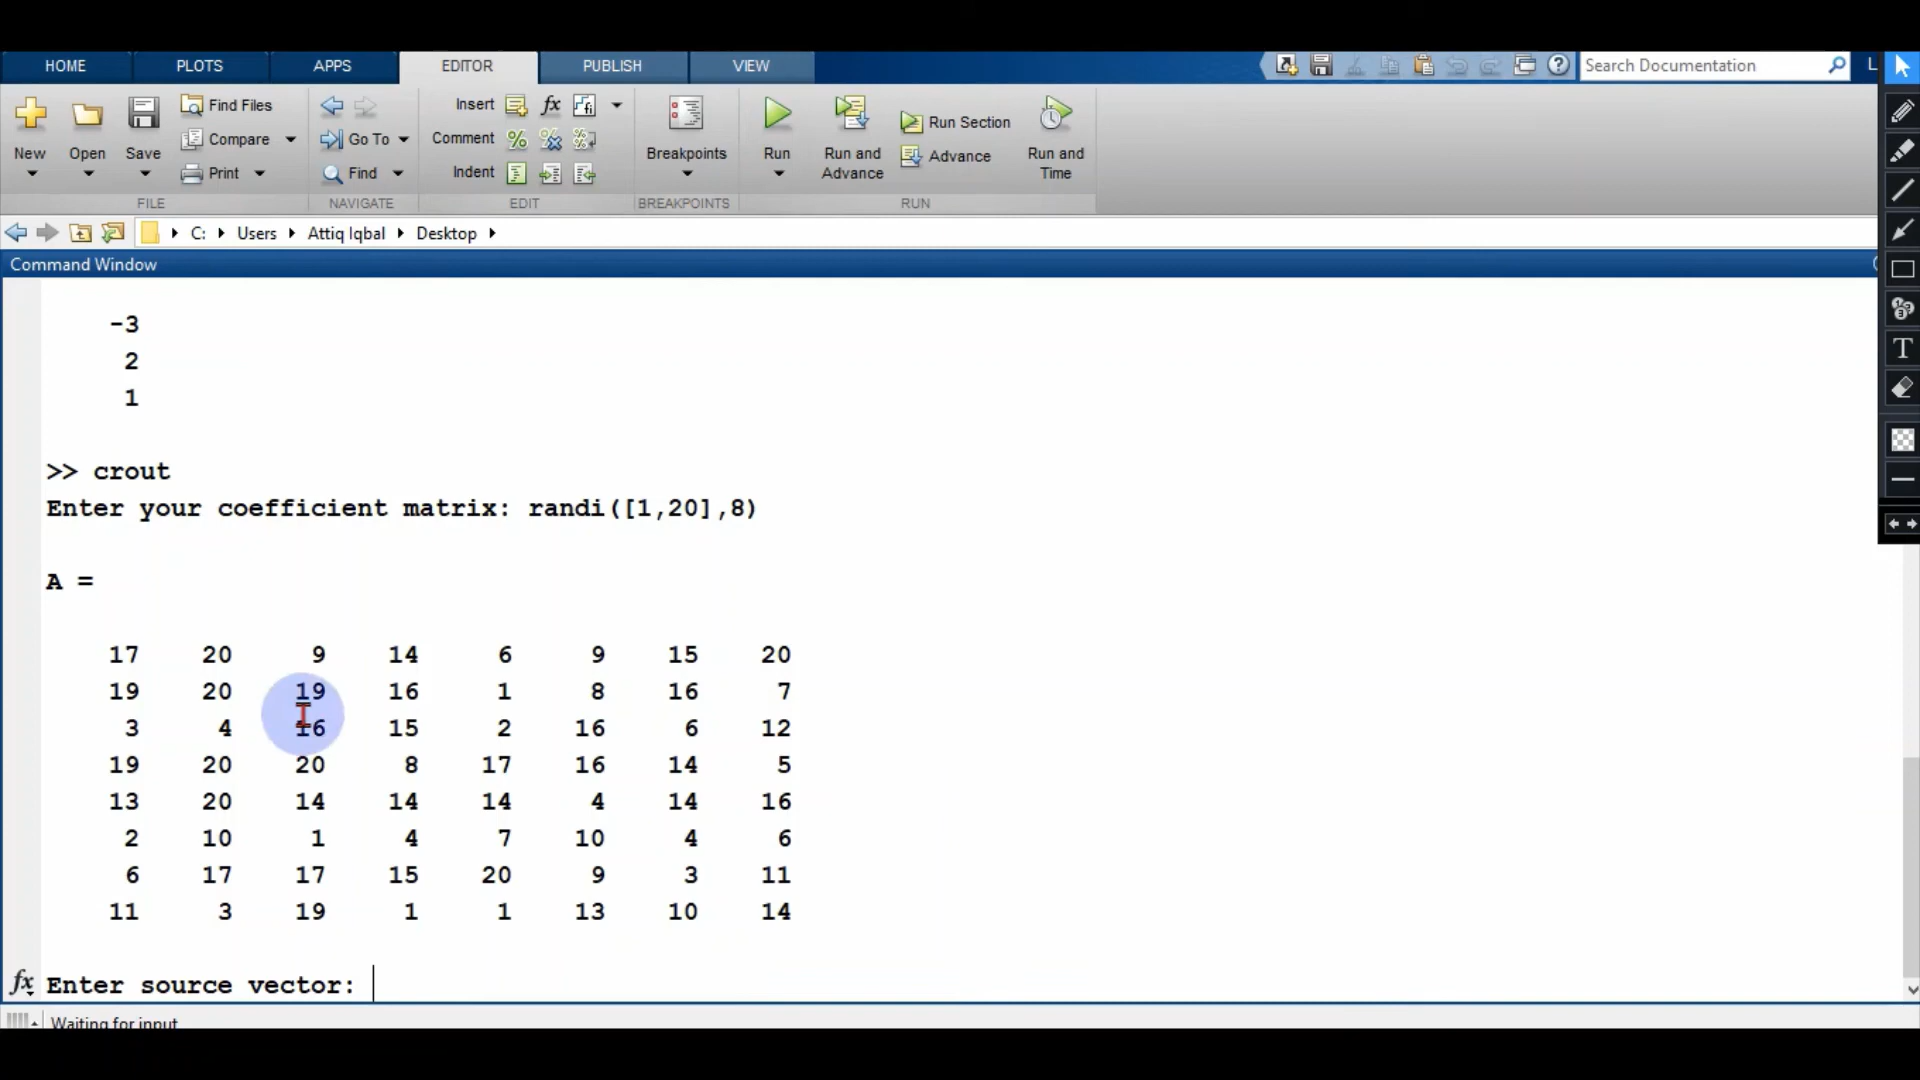 HOME PLOTS APPS EDITOR PUBLISH VIEW Search Documentation L
New Open Save Find Files Compare Print
Go To Find
Insert fx fi
Comment
Indent
Breakpoints Run Run and Advance Run Section Advance Run and Time
FILE NAVIGATE EDIT BREAKPOINTS RUN
C: Users Attiq Iqbal Desktop
Command Window
-3
2
1
>> crout
Enter your coefficient matrix: randi([1,20],8)
A =
17 20 9 14 6 9 15 20
19 20 19 16 1 8 16 7
3 4 16 15 2 16 6 12
19 20 20 8 17 16 14 5
13 20 14 14 14 4 14 16
2 10 1 4 7 10 4 6
6 17 17 15 20 9 3 11
11 3 19 1 1 13 10 14
fx Enter source vector:
Waiting for input